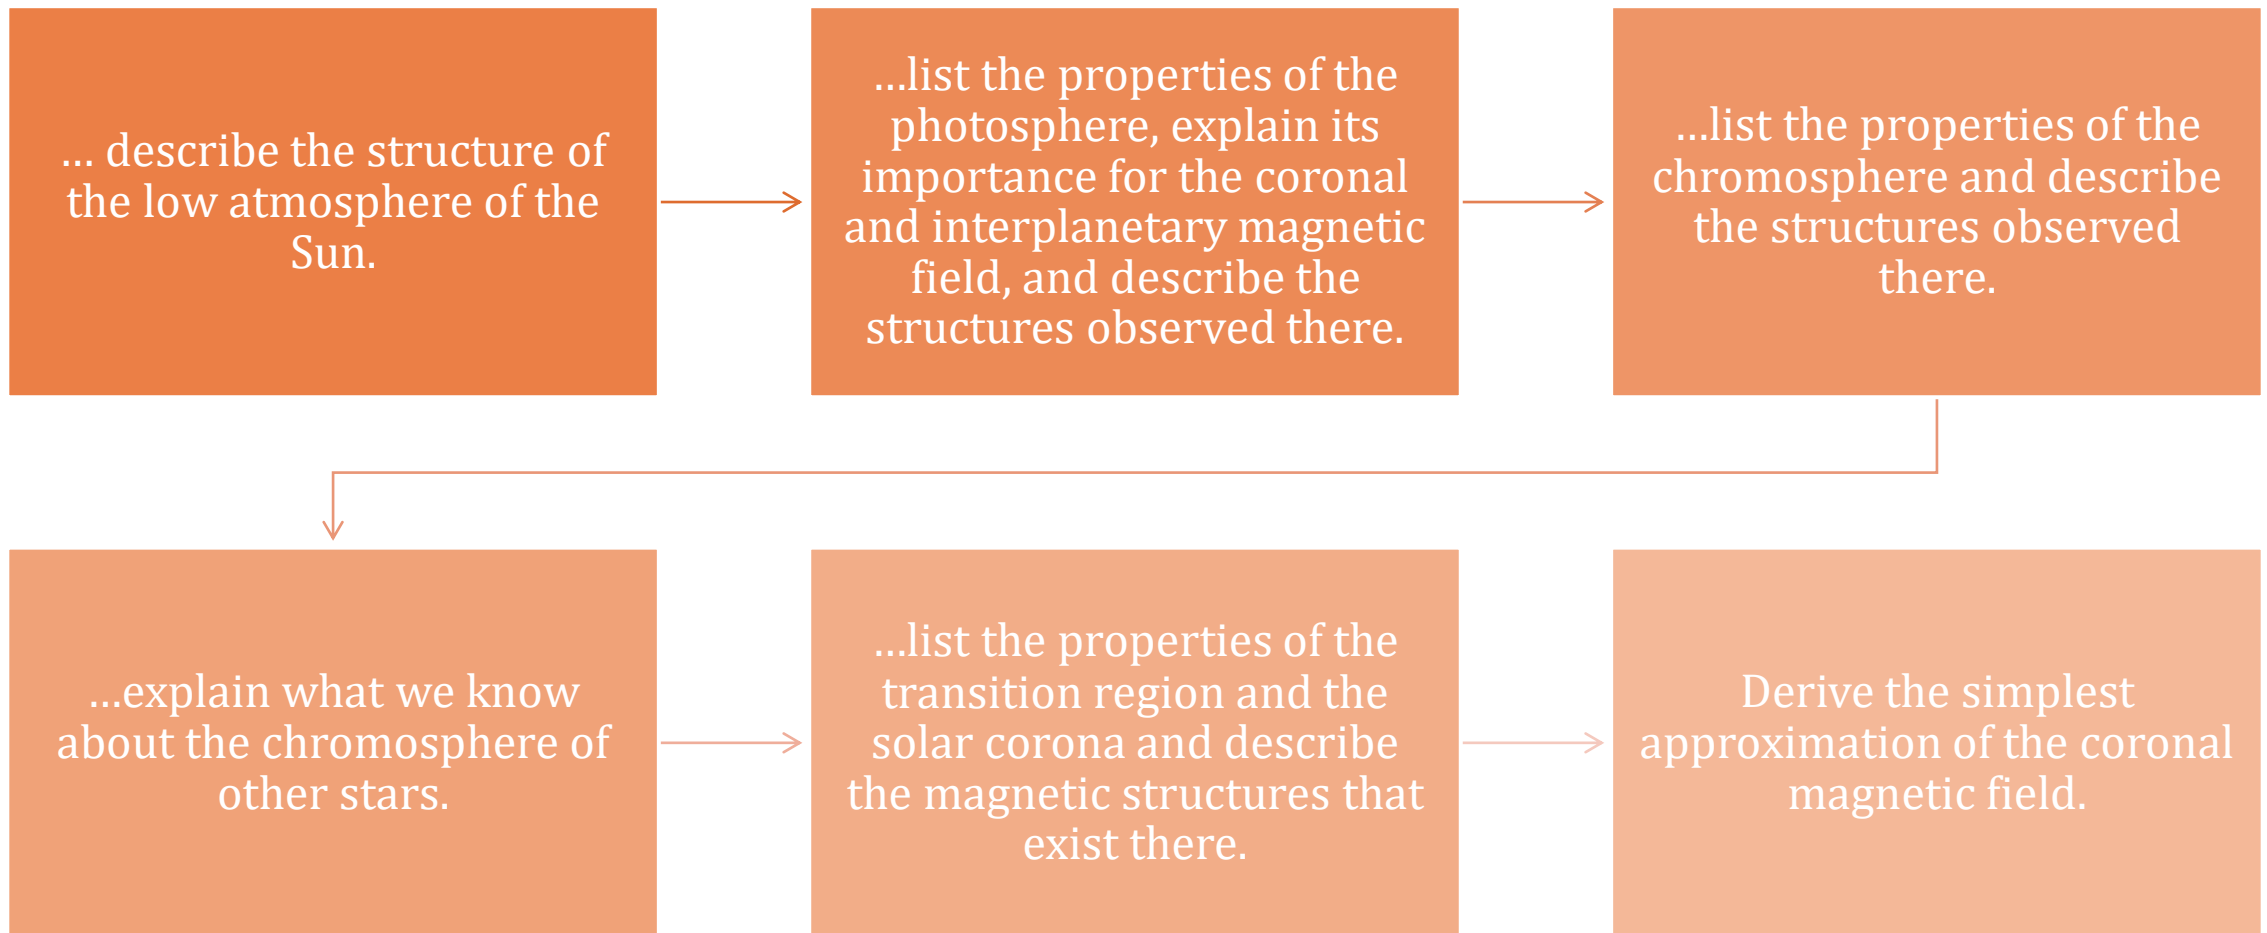 ... describe the structure of
the low atmosphere of the
Sun.
...list the properties of the
photosphere, explain its
importance for the coronal
and interplanetary magnetic
field, and describe the
structures observed there.
...list the properties of the
chromosphere and describe
the structures observed
there.
...explain what we know
about the chromosphere of
other stars.
...list the properties of the
transition region and the
solar corona and describe
the magnetic structures that
exist there.
Derive the simplest
approximation of the coronal
magnetic field.